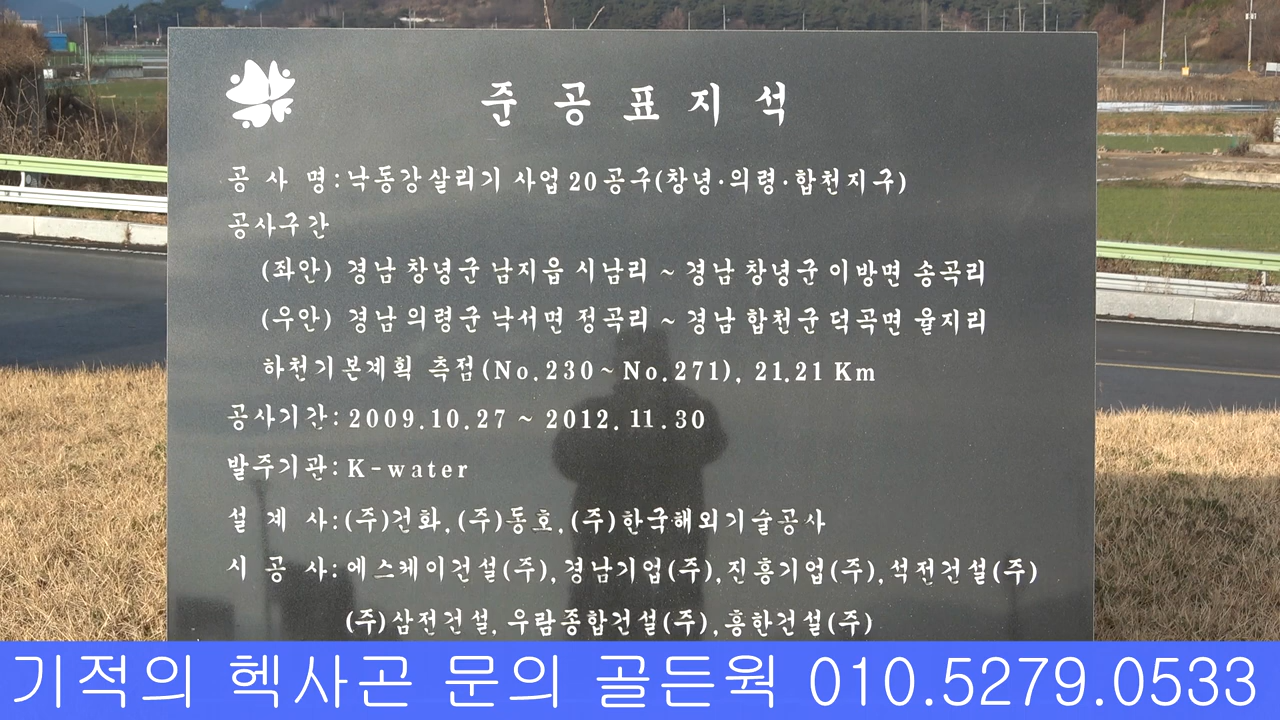 준공표지석
공 사 명:낙동강살리기 사업 20공구(창녕·의령·합천지구)
공사구간
(좌안) 경남 창녕군 남지읍 시남리 ~ 경남 창녕군 이방면 송곡리
(우안) 경남 의령군 낙서면 정곡리 ~ 경남 합천군 덕곡면 율지리
하천기본계획 측점(No.230~No.271), 21.21 Km
공사기간:2009.10.27 ~ 2012.11.30
발주기관:K-water
설 계 사:(주)건화, (주)동호, (주)한국해외기술공사
시 공 사:에스케이건설(주), 경남기업(주), 진흥기업(주), 석전건설(주)
(주)삼전건설, 우람종합건설(주), 흥한건설(주)
기적의 헥사곤 문의 골든웍 010.5279.0533